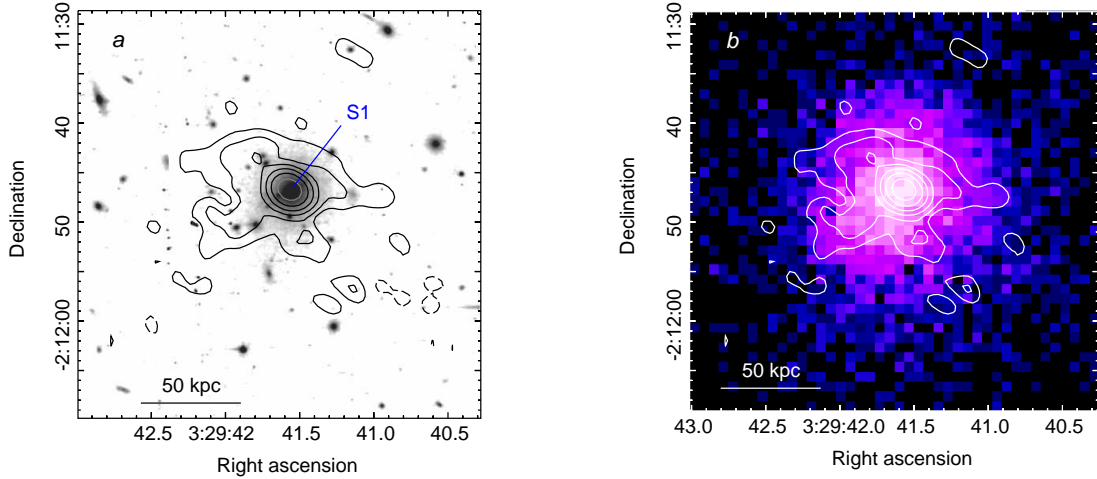 a
S1
11:30
40
50
-2:12:00
Declination
50 kpc
42.5 3:29:42 41.5 41.0 40.5
Right ascension
b
11:30
40
50
-2:12:00
Declination
50 kpc
43.0 42.5 3:29:42.0 41.5 41.0 40.5
Right ascension